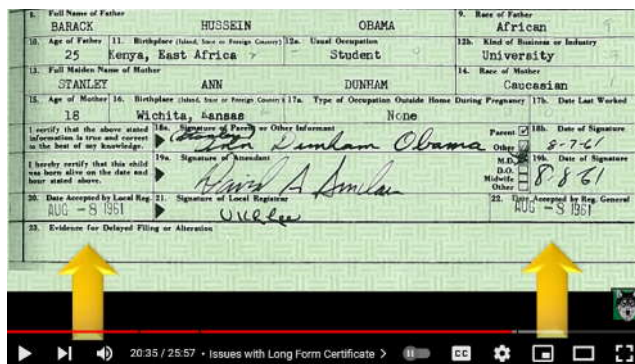 8. Full Name of Father
BARACK HUSSEIN OBAMA
9. Race of Father
African
10. Age of Father
25
11. Birthplace (Island, State or Foreign Country)
Kenya, East Africa
12a. Usual Occupation
Student
12b. Kind of Business or Industry
University
13. Full Maiden Name of Mother
STANLEY ANN DUNHAM
14. Race of Mother
Caucasian
15. Age of Mother
18
16. Birthplace (Island, State or Foreign Country)
Wichita, Kansas
17a. Type of Occupation Outside Home During Pregnancy
None
17b. Date Last Worked
I certify that the above stated
information is true and correct
to the best of my knowledge.
18a. Signature of Parent or Other Informant
(Stanley) Ann Dunham Obama
Parent
Other
18b. Date of Signature
8-7-61
I hereby certify that this child
was born alive on the date and
hour stated above.
19a. Signature of Attendant
David A Sinclair
M.D.
D.O.
Midwife
Other
19b. Date of Signature
8-8-61
20. Date Accepted by Local Reg.
AUG -8 1961
21. Signature of Local Registrar
UKLee
22. Date Accepted by Reg. General
AUG -8 1961
23. Evidence for Delayed Filing or Alteration
20:35 / 25:57 • Issues with Long Form Certificate >
CC